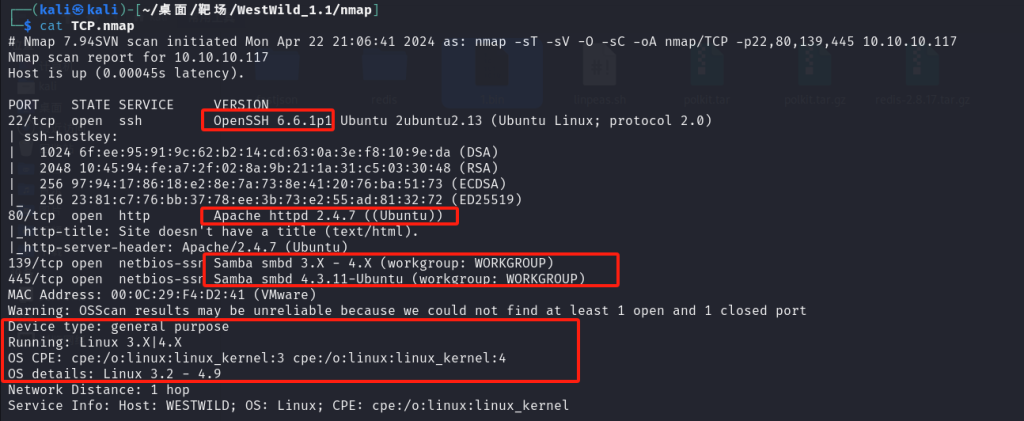 ┌──(kali㉿kali)-[~/桌面/靶场/WestWild_1.1/nmap]
└─$ cat TCP.nmap
# Nmap 7.94SVN scan initiated Mon Apr 22 21:06:41 2024 as: nmap -sT -sV -O -sC -oA nmap/TCP -p22,80,139,445 10.10.10.117
Nmap scan report for 10.10.10.117
Host is up (0.00045s latency).
PORT    STATE SERVICE     VERSION
22/tcp  open  ssh         OpenSSH 6.6.1p1 Ubuntu 2ubuntu2.13 (Ubuntu Linux; protocol 2.0)
| ssh-hostkey:
|   1024 6f:ee:95:91:9c:62:b2:14:cd:63:0a:3e:f8:10:9e:da (DSA)
|   2048 10:45:94:fe:a7:2f:02:8a:9b:21:1a:31:c5:03:30:48 (RSA)
|   256 97:94:17:86:18:e2:8e:7a:73:8e:41:20:76:ba:51:73 (ECDSA)
|_  256 23:81:c7:76:bb:37:78:ee:3b:73:e2:55:ad:81:32:72 (ED25519)
80/tcp  open  http        Apache httpd 2.4.7 ((Ubuntu))
|_http-title: Site doesn't have a title (text/html).
|_http-server-header: Apache/2.4.7 (Ubuntu)
139/tcp open  netbios-ssn Samba smbd 3.X - 4.X (workgroup: WORKGROUP)
445/tcp open  netbios-ssn Samba smbd 4.3.11-Ubuntu (workgroup: WORKGROUP)
MAC Address: 00:0C:29:F4:D2:41 (VMware)
Warning: OSScan results may be unreliable because we could not find at least 1 open and 1 closed port
Device type: general purpose
Running: Linux 3.X|4.X
OS CPE: cpe:/o:linux:linux_kernel:3 cpe:/o:linux:linux_kernel:4
OS details: Linux 3.2 - 4.9
Network Distance: 1 hop
Service Info: Host: WESTWILD; OS: Linux; CPE: cpe:/o:linux:linux_kernel